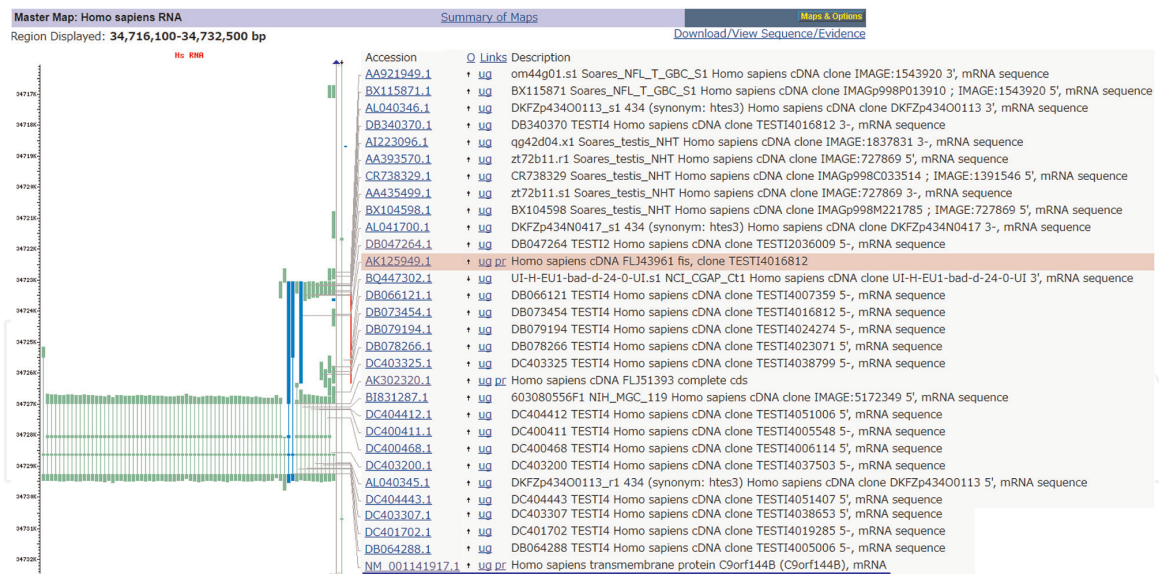 Master Map: Homo sapiens RNA Summary of Maps Maps & Options
Region Displayed: 34,716,100-34,732,500 bp Download/View Sequence/Evidence
Hs RNA
Accession O Links Description
AA921949.1 ↑ ug om44g01.s1 Soares_NFL_T_GBC_S1 Homo sapiens cDNA clone IMAGE:1543920 3', mRNA sequence
BX115871.1 ↑ ug BX115871 Soares_NFL_T_GBC_S1 Homo sapiens cDNA clone IMAGp998P013910 ; IMAGE:1543920 5', mRNA sequence
AL040346.1 ↑ ug DKFZp434O0113_s1 434 (synonym: htes3) Homo sapiens cDNA clone DKFZp434O0113 3', mRNA sequence
DB340370.1 ↑ ug DB340370 TESTI4 Homo sapiens cDNA clone TESTI4016812 3-, mRNA sequence
AI223096.1 ↑ ug qg42d04.x1 Soares_testis_NHT Homo sapiens cDNA clone IMAGE:1837831 3-, mRNA sequence
AA393570.1 ↑ ug zt72b11.r1 Soares_testis_NHT Homo sapiens cDNA clone IMAGE:727869 5', mRNA sequence
CR738329.1 ↑ ug CR738329 Soares_testis_NHT Homo sapiens cDNA clone IMAGp998C033514 ; IMAGE:1391546 5', mRNA sequence
AA435499.1 ↑ ug zt72b11.s1 Soares_testis_NHT Homo sapiens cDNA clone IMAGE:727869 3-, mRNA sequence
BX104598.1 ↑ ug BX104598 Soares_testis_NHT Homo sapiens cDNA clone IMAGp998M221785 ; IMAGE:727869 5', mRNA sequence
AL041700.1 ↑ ug DKFZp434N0417_s1 434 (synonym: htes3) Homo sapiens cDNA clone DKFZp434N0417 3-, mRNA sequence
DB047264.1 ↑ ug DB047264 TESTI2 Homo sapiens cDNA clone TESTI2036009 5-, mRNA sequence
AK125949.1 ↑ ug pr Homo sapiens cDNA FLJ43961 fis, clone TESTI4016812
BQ447302.1 ↓ ug UI-H-EU1-bad-d-24-0-UI.s1 NCI_CGAP_Ct1 Homo sapiens cDNA clone UI-H-EU1-bad-d-24-0-UI 3', mRNA sequence
DB066121.1 ↑ ug DB066121 TESTI4 Homo sapiens cDNA clone TESTI4007359 5-, mRNA sequence
DB073454.1 ↑ ug DB073454 TESTI4 Homo sapiens cDNA clone TESTI4016812 5-, mRNA sequence
DB079194.1 ↑ ug DB079194 TESTI4 Homo sapiens cDNA clone TESTI4024274 5-, mRNA sequence
DB078266.1 ↑ ug DB078266 TESTI4 Homo sapiens cDNA clone TESTI4023071 5', mRNA sequence
DC403325.1 ↑ ug DC403325 TESTI4 Homo sapiens cDNA clone TESTI4038799 5-, mRNA sequence
AK302320.1 ↑ ug pr Homo sapiens cDNA FLJ51393 complete cds
BI831287.1 ↑ ug 603080556F1 NIH_MGC_119 Homo sapiens cDNA clone IMAGE:5172349 5', mRNA sequence
DC404412.1 ↑ ug DC404412 TESTI4 Homo sapiens cDNA clone TESTI4051006 5', mRNA sequence
DC400411.1 ↑ ug DC400411 TESTI4 Homo sapiens cDNA clone TESTI4005548 5-, mRNA sequence
DC400468.1 ↑ ug DC400468 TESTI4 Homo sapiens cDNA clone TESTI4006114 5', mRNA sequence
DC403200.1 ↑ ug DC403200 TESTI4 Homo sapiens cDNA clone TESTI4037503 5-, mRNA sequence
AL040345.1 ↑ ug DKFZp434O0113_r1 434 (synonym: htes3) Homo sapiens cDNA clone DKFZp434O0113 5', mRNA sequence
DC404443.1 ↑ ug DC404443 TESTI4 Homo sapiens cDNA clone TESTI4051407 5', mRNA sequence
DC403307.1 ↑ ug DC403307 TESTI4 Homo sapiens cDNA clone TESTI4038653 5', mRNA sequence
DC401702.1 ↑ ug DC401702 TESTI4 Homo sapiens cDNA clone TESTI4019285 5-, mRNA sequence
DB064288.1 ↑ ug DB064288 TESTI4 Homo sapiens cDNA clone TESTI4005006 5-, mRNA sequence
NM_001141917.1 ↑ ug pr Homo sapiens transmembrane protein C9orf144B (C9orf144B), mRNA
34717K
34718K
34719K
34720K
34721K
34722K
34723K
34724K
34725K
34726K
34727K
34728K
34729K
34730K
34731K
34732K